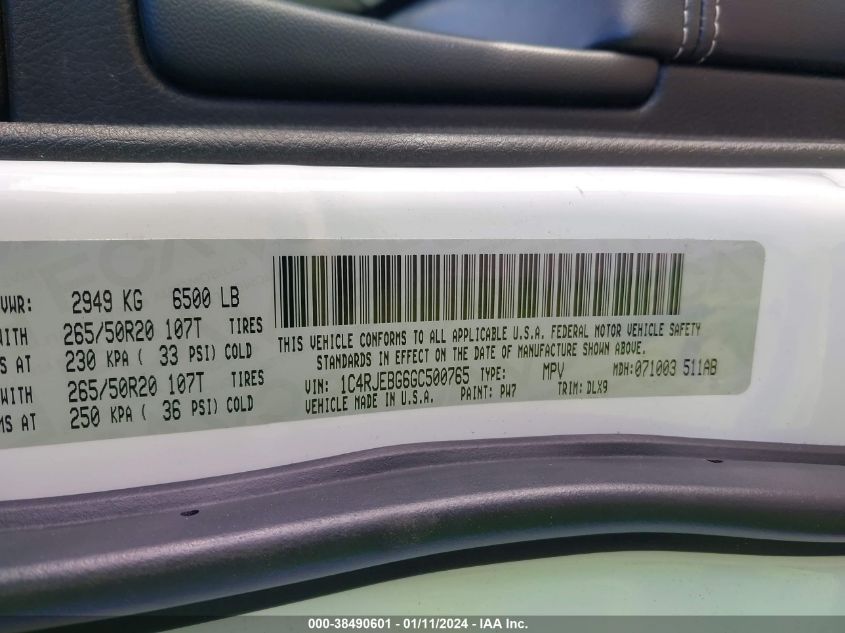 VWR: 2949 KG 6500 LB
WITH 265/50R20 107T TIRES
MS AT 230 KPA ( 33 PSI) COLD
WITH 265/50R20 107T TIRES
MS AT 250 KPA ( 36 PSI) COLD
THIS VEHICLE CONFORMS TO ALL APPLICABLE U.S.A. FEDERAL MOTOR VEHICLE SAFETY
STANDARDS IN EFFECT ON THE DATE OF MANUFACTURE SHOWN ABOVE.
VIN: 1C4RJEBG6GC500765 TYPE: MPV MDH:071003 511AB
VEHICLE MADE IN U.S.A. PAINT: PW7 TRIM: DLX9
000-38490601 - 01/11/2024 - IAA Inc.